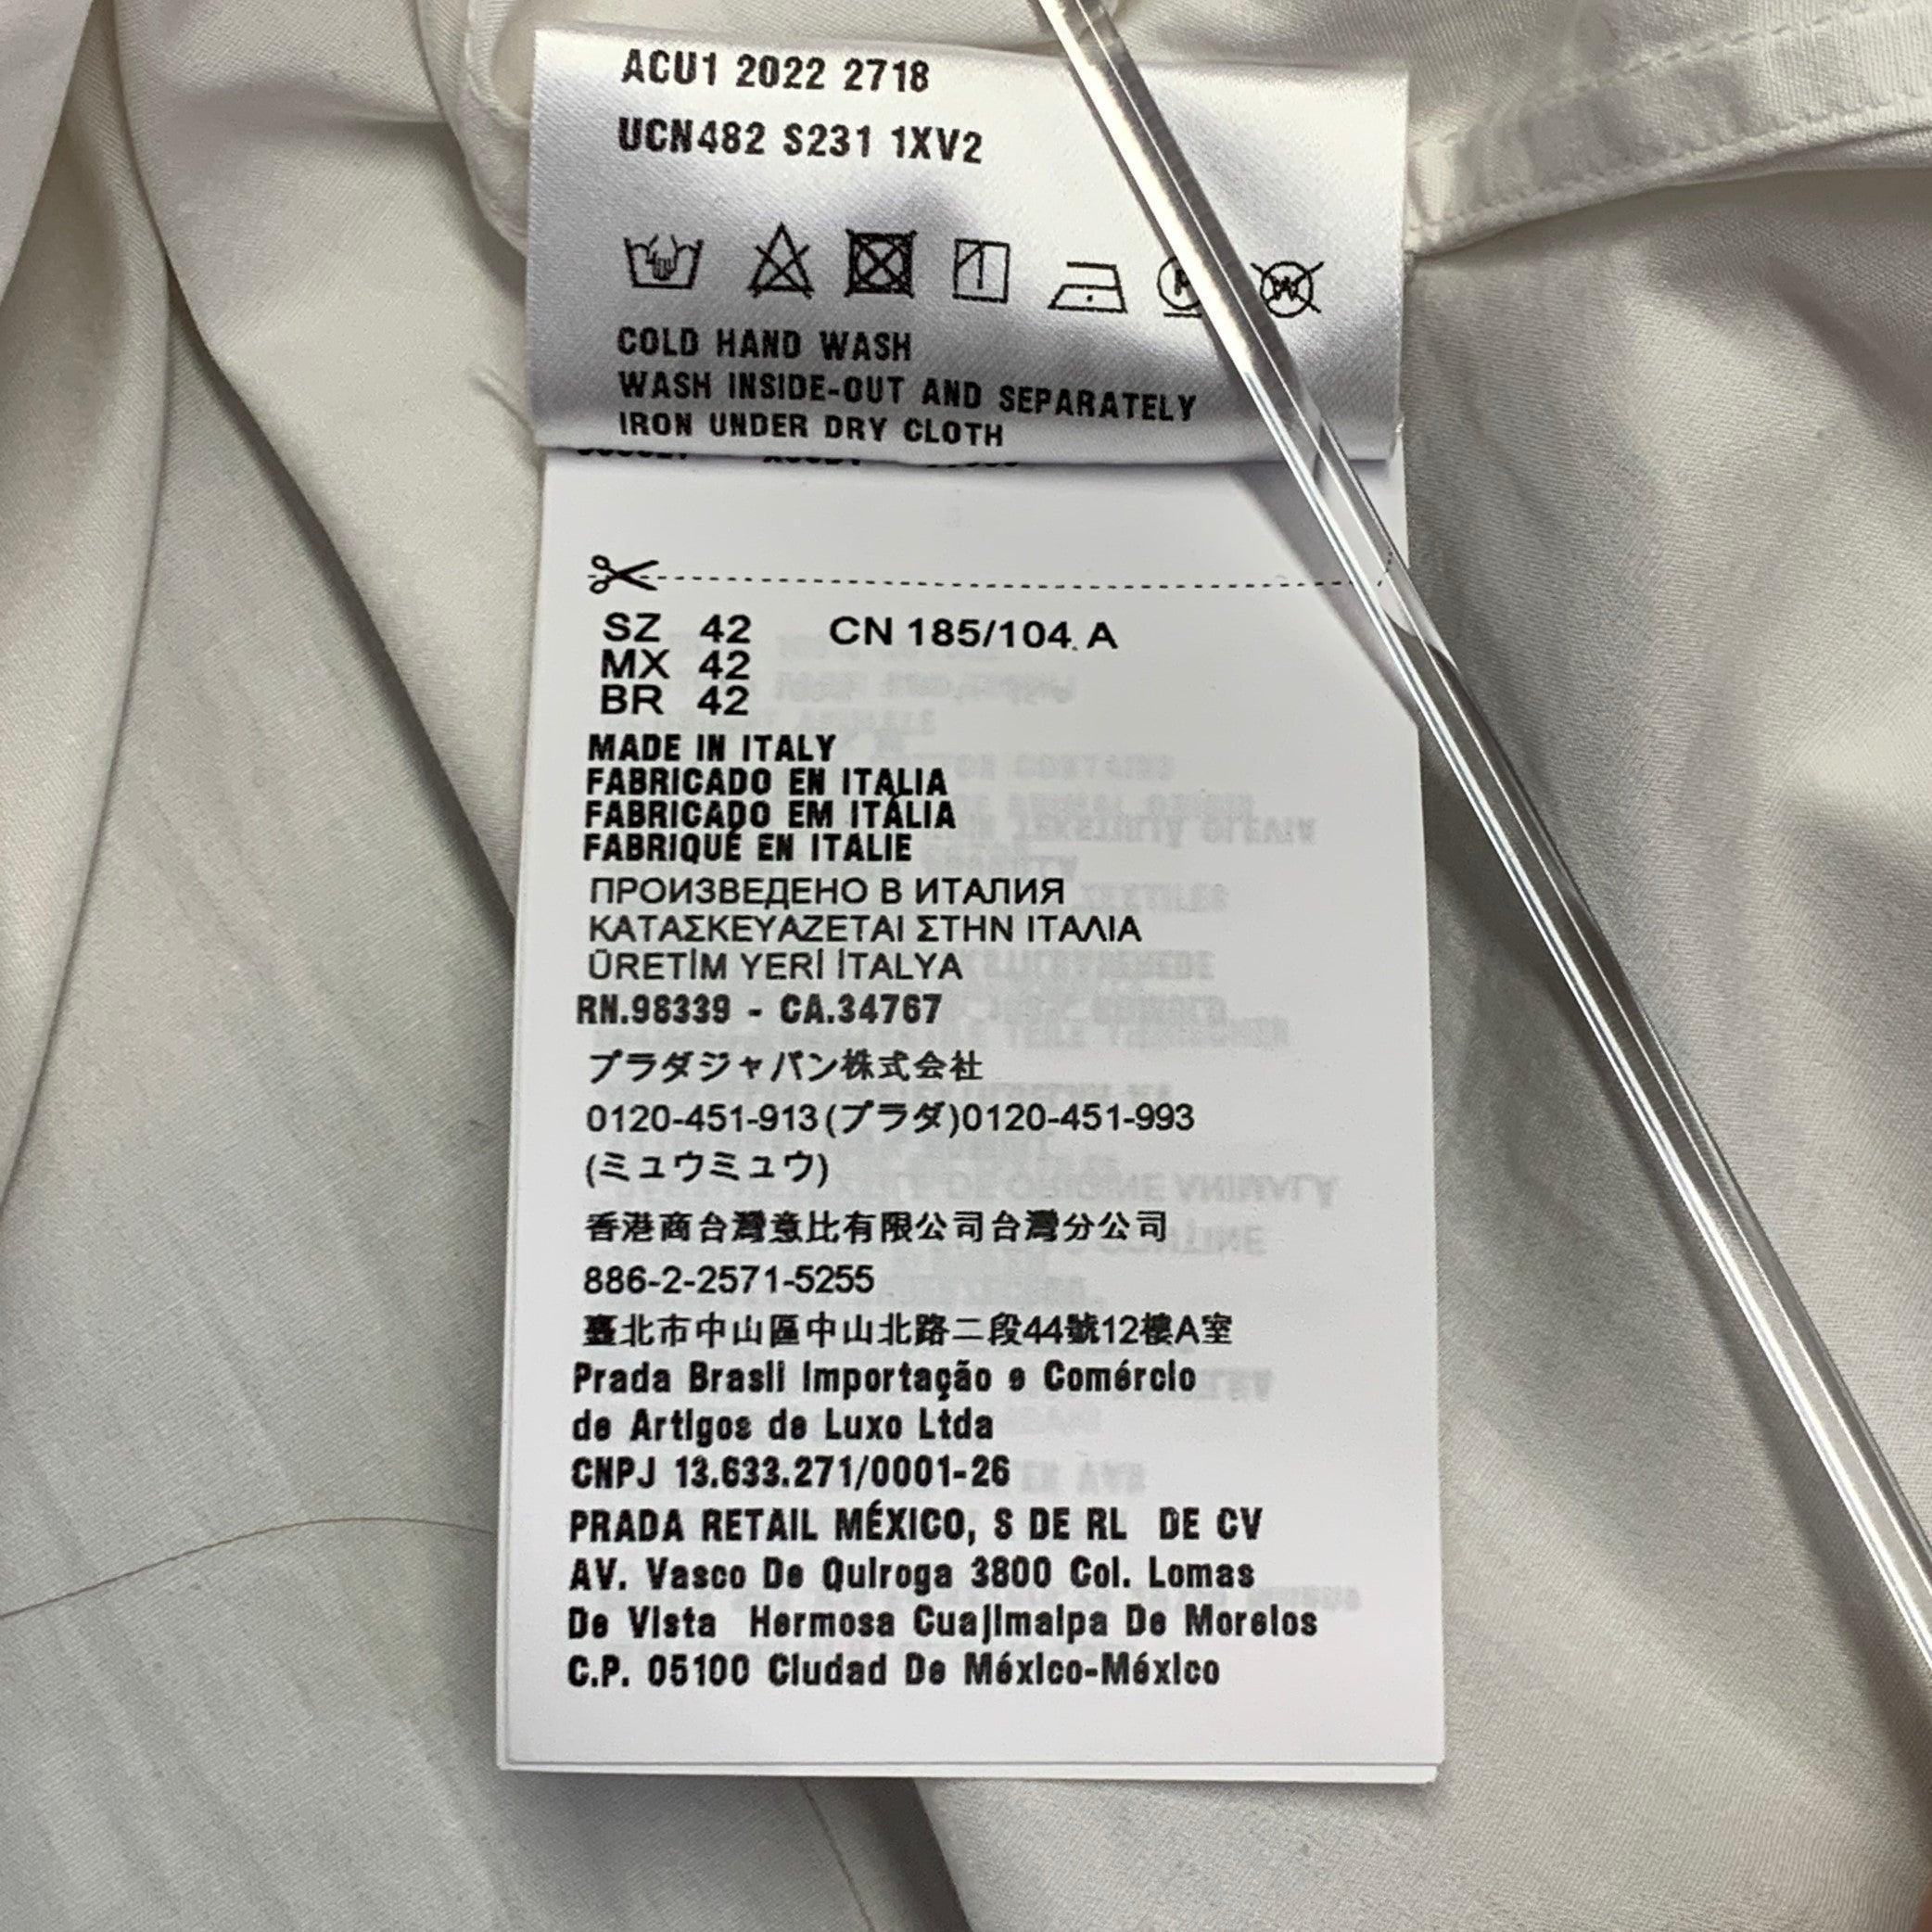 ACU1 2022 2718
UCN482 S231 1XV2
COLD HAND WASH
WASH INSIDE-OUT AND SEPARATELY
IRON UNDER DRY CLOTH
SZ 42 CN 185/104.A
MX 42
BR 42
MADE IN ITALY
FABRICADO EN ITALIA
FABRICADO EM ITÁLIA
FABRIQUÉ EN ITALIE
ПРОИЗВЕДЕНО В ИТАЛИЯ
ΚΑΤΑΣΚΕΥΑΖΕΤΑΙ ΣΤΗΝ ΙΤΑΛΙΑ
ÜRETİM YERİ İTALYA
RN.98339 - CA.34767
プラダジャパン株式会社
0120-451-913(プラダ)0120-451-993
(ミュウミュウ)
香港商台灣意比有限公司台灣分公司
886-2-2571-5255
臺北市中山區中山北路二段44號12樓A室
Prada Brasli Importação e Comércio
de Artigos de Luxo Ltda
CNPJ 13.633.271/0001-26
PRADA RETAIL MÉXICO, S DE RL DE CV
AV. Vasco De Quiroga 3800 Col. Lomas
De Vista Hermosa Cuajimalpa De Morelos
C.P. 05100 Ciudad De México-México